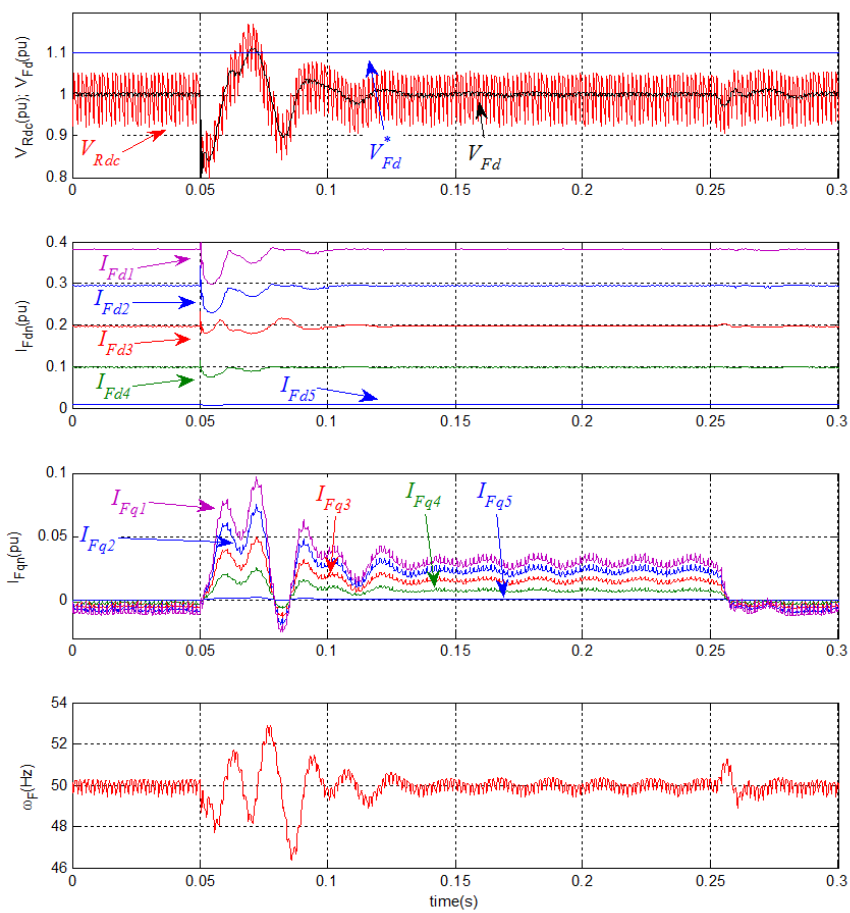 V_Rdc(pu); V_Fd(pu)
1.1
1
0.9
0.8
V_Rdc
V*_Fd
V_Fd
0 0.05 0.1 0.15 0.2 0.25 0.3
I_Fdn(pu)
0.4
0.3
0.2
0.1
0
I_Fd1
I_Fd2
I_Fd3
I_Fd4
I_Fd5
0 0.05 0.1 0.15 0.2 0.25 0.3
I_Fqn(pu)
0.1
0.05
0
I_Fq1
I_Fq2
I_Fq3
I_Fq4
I_Fq5
0 0.05 0.1 0.15 0.2 0.25 0.3
ω_F(Hz)
54
52
50
48
46
0 0.05 0.1 0.15 0.2 0.25 0.3
time(s)